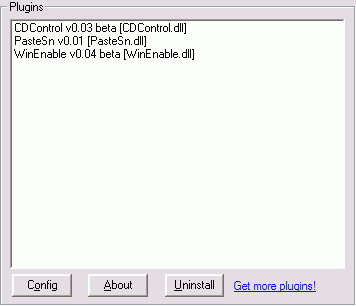 Plugins
CDControl v0.03 beta [CDControl.dll]
PasteSn v0.01 [PasteSn.dll]
WinEnable v0.04 beta [WinEnable.dll]
Config
About
Uninstall
Get more plugins!